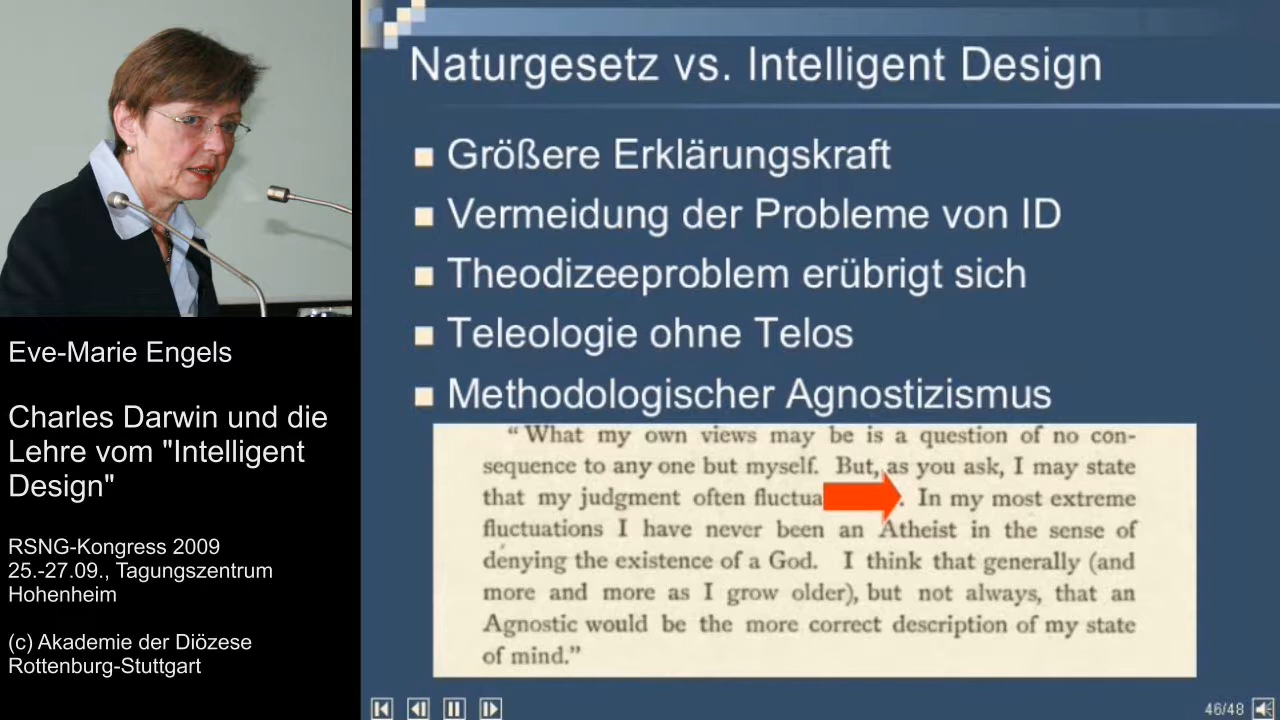 Eve-Marie Engels
Charles Darwin und die
Lehre vom "Intelligent
Design"
RSNG-Kongress 2009
25.-27.09., Tagungszentrum
Hohenheim
(c) Akademie der Diözese
Rottenburg-Stuttgart
Naturgesetz vs. Intelligent Design
Größere Erklärungskraft
Vermeidung der Probleme von ID
Theodizeeproblem erübrigt sich
Teleologie ohne Telos
Methodologischer Agnostizismus
“ What my own views may be is a question of no con-
sequence to any one but myself. But, as you ask, I may state
that my judgment often fluctua . In my most extreme
fluctuations I have never been an Atheist in the sense of
denying the existence of a God. I think that generally (and
more and more as I grow older), but not always, that an
Agnostic would be the more correct description of my state
of mind.”
46/48